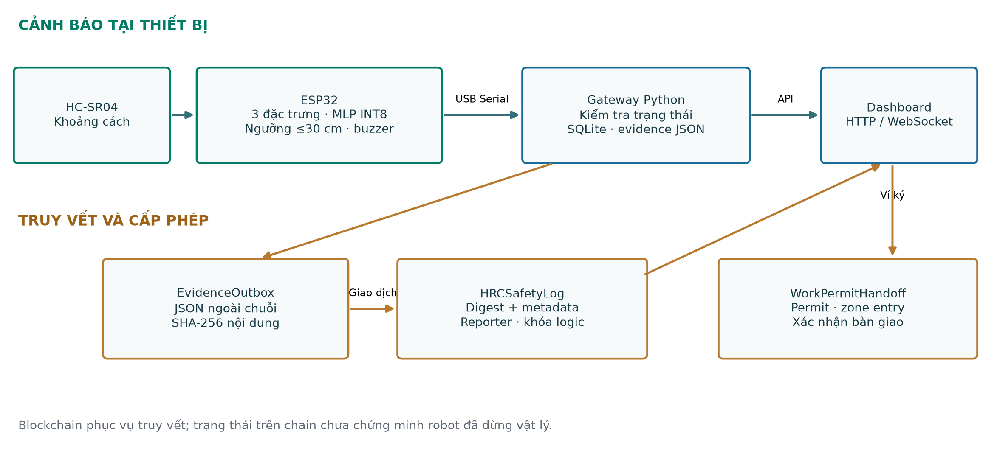 CẢNH BÁO TẠI THIẾT BỊ
HC-SR04
Khoảng cách
ESP32
3 đặc trưng · MLP INT8
Ngưỡng ≤30 cm · buzzer
USB Serial
Gateway Python
Kiểm tra trạng thái
SQLite · evidence JSON
API
Dashboard
HTTP / WebSocket
Ví ký
TRUY VẾT VÀ CẤP PHÉP
EvidenceOutbox
JSON ngoài chuỗi
SHA-256 nội dung
Giao dịch
HRCSafetyLog
Digest + metadata
Reporter · khóa logic
WorkPermitHandoff
Permit · zone entry
Xác nhận bàn giao
Blockchain phục vụ truy vết; trạng thái trên chain chưa chứng minh robot đã dừng vật lý.